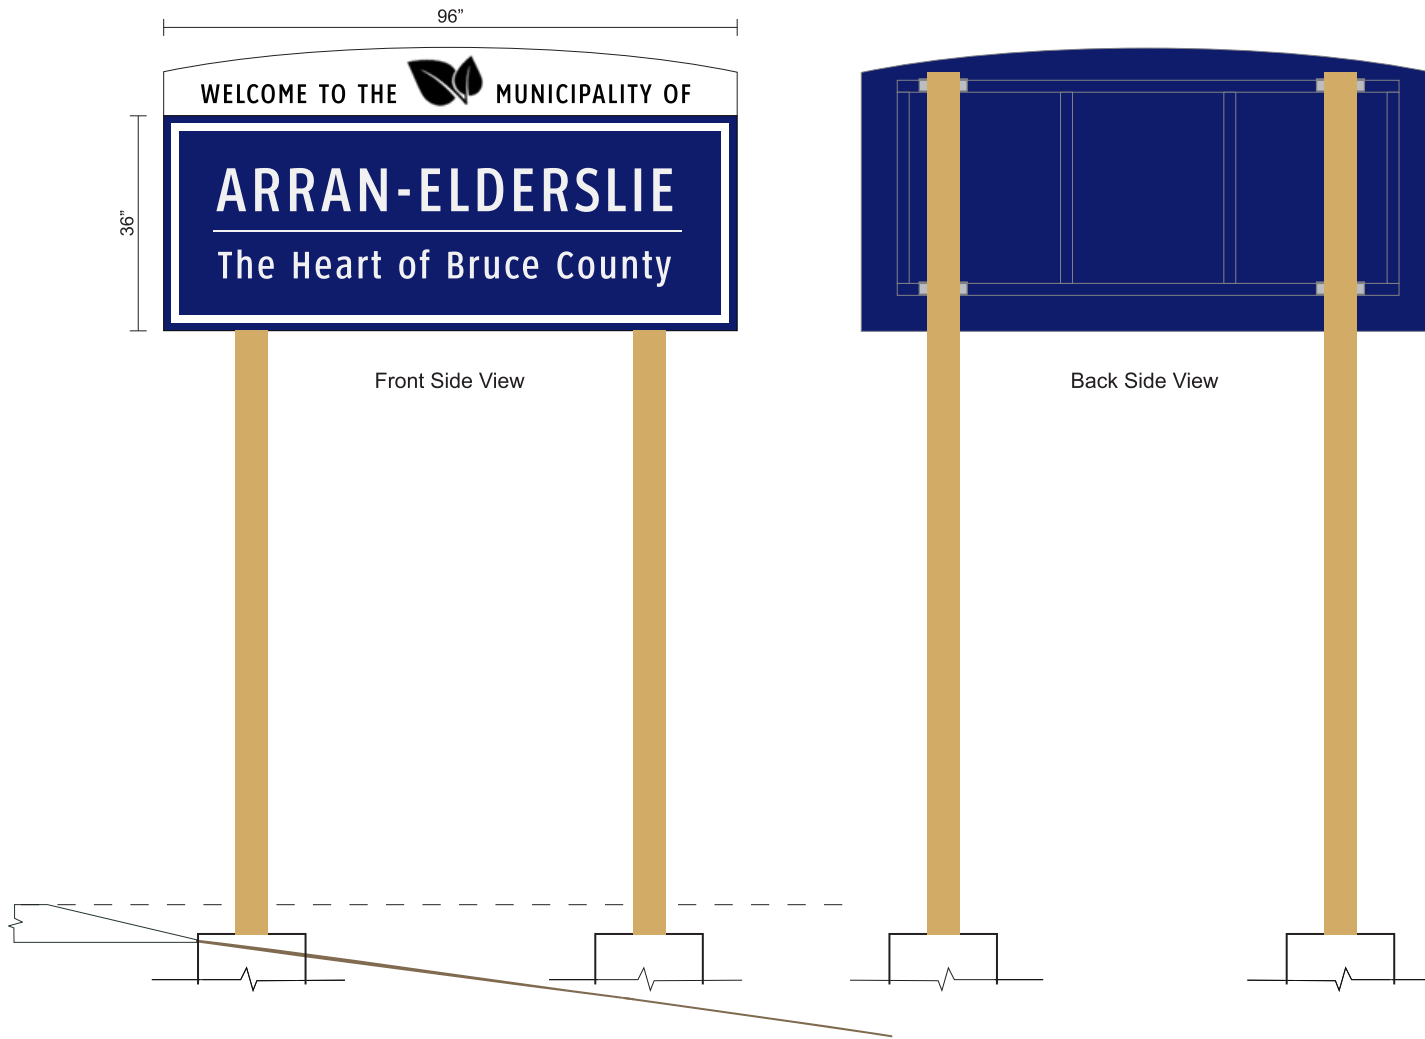 96”
WELCOME TO THE MUNICIPALITY OF
36”
ARRAN-ELDERSLIE
The Heart of Bruce County
Front Side View
Back Side View